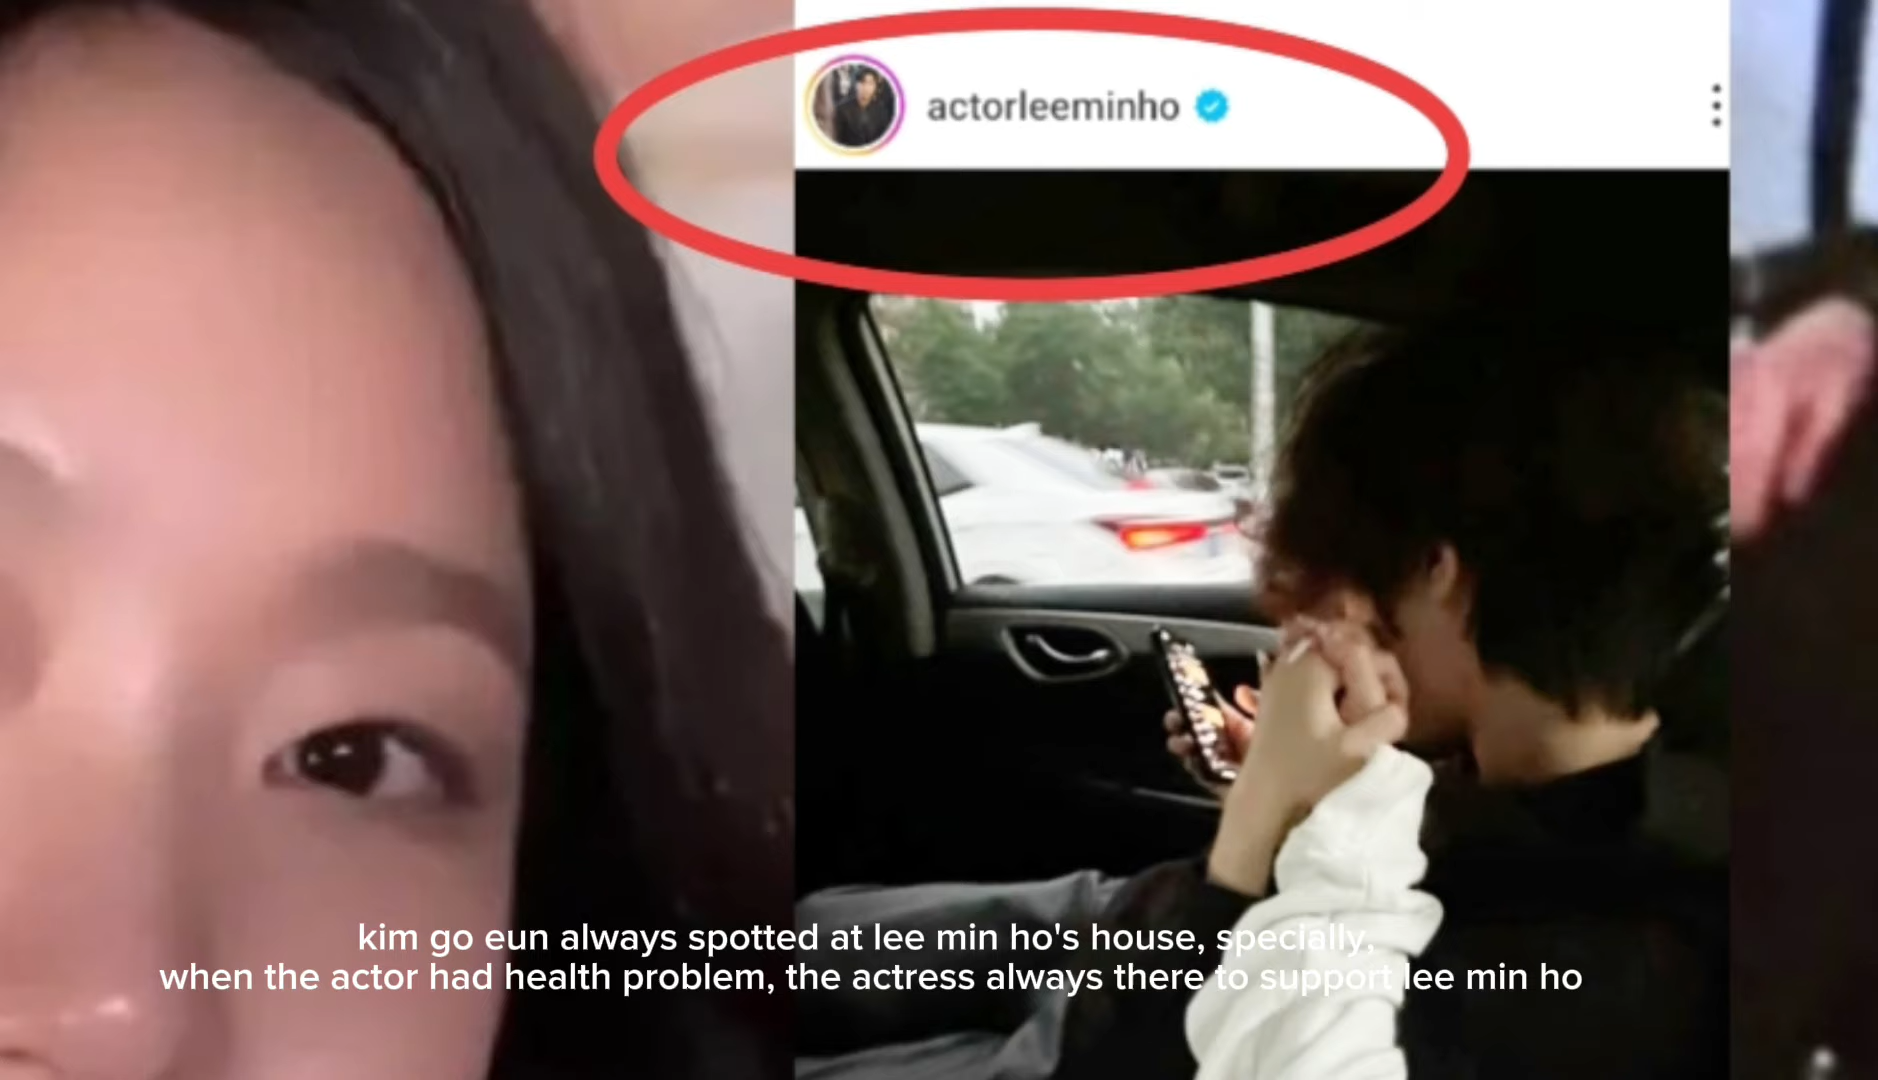 actorleeminho
kim go eun always spotted at lee min ho's house, specially,
when the actor had health problem, the actress always there to support lee min ho